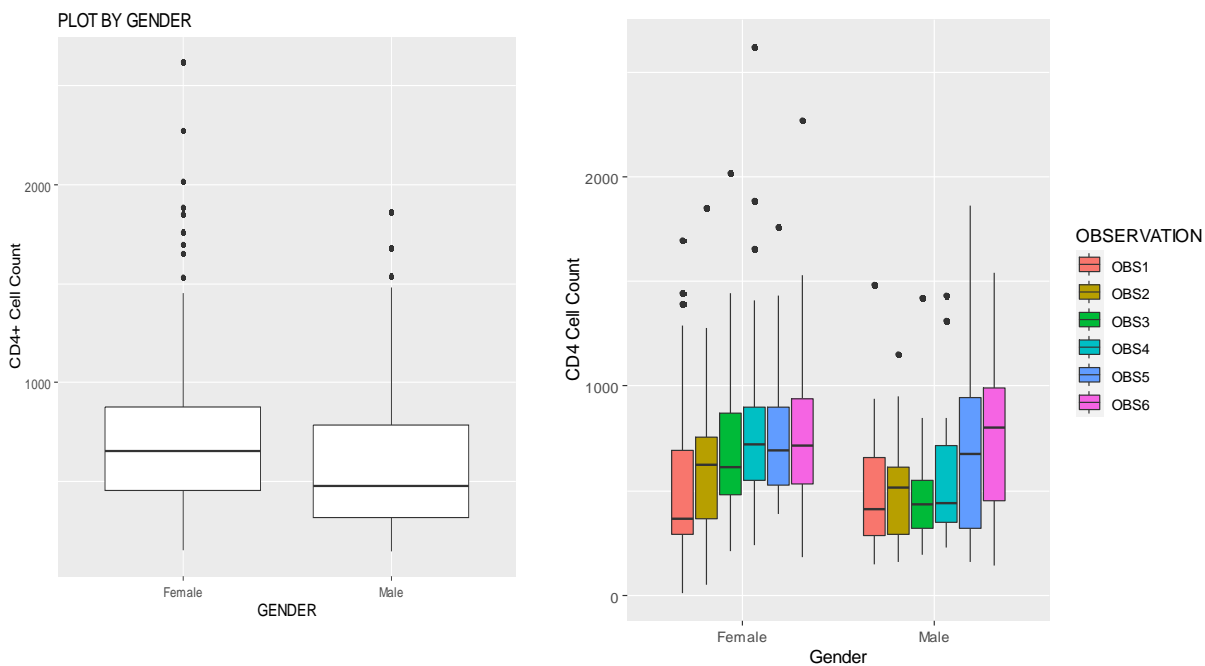 PLOT BY GENDER
CD4+ Cell Count
2000
1000
Female Male
GENDER
CD4 Cell Count
2000
1000
0
Female Male
Gender
OBSERVATION
OBS1
OBS2
OBS3
OBS4
OBS5
OBS6